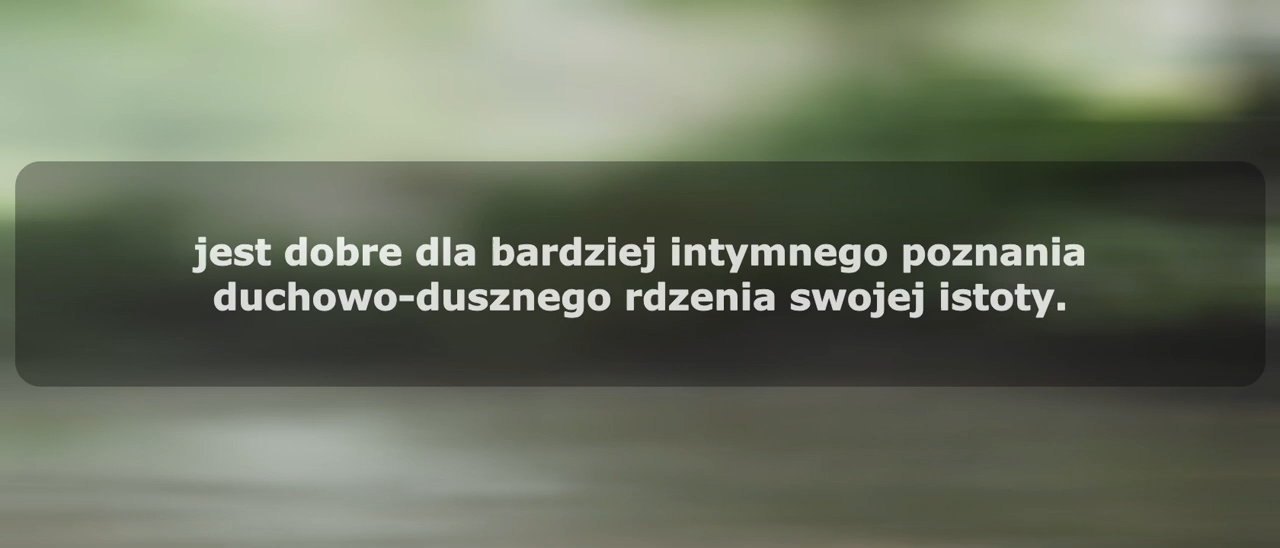 jest dobre dla bardziej intymnego poznania
duchowo-dusznego rdzenia swojej istoty.